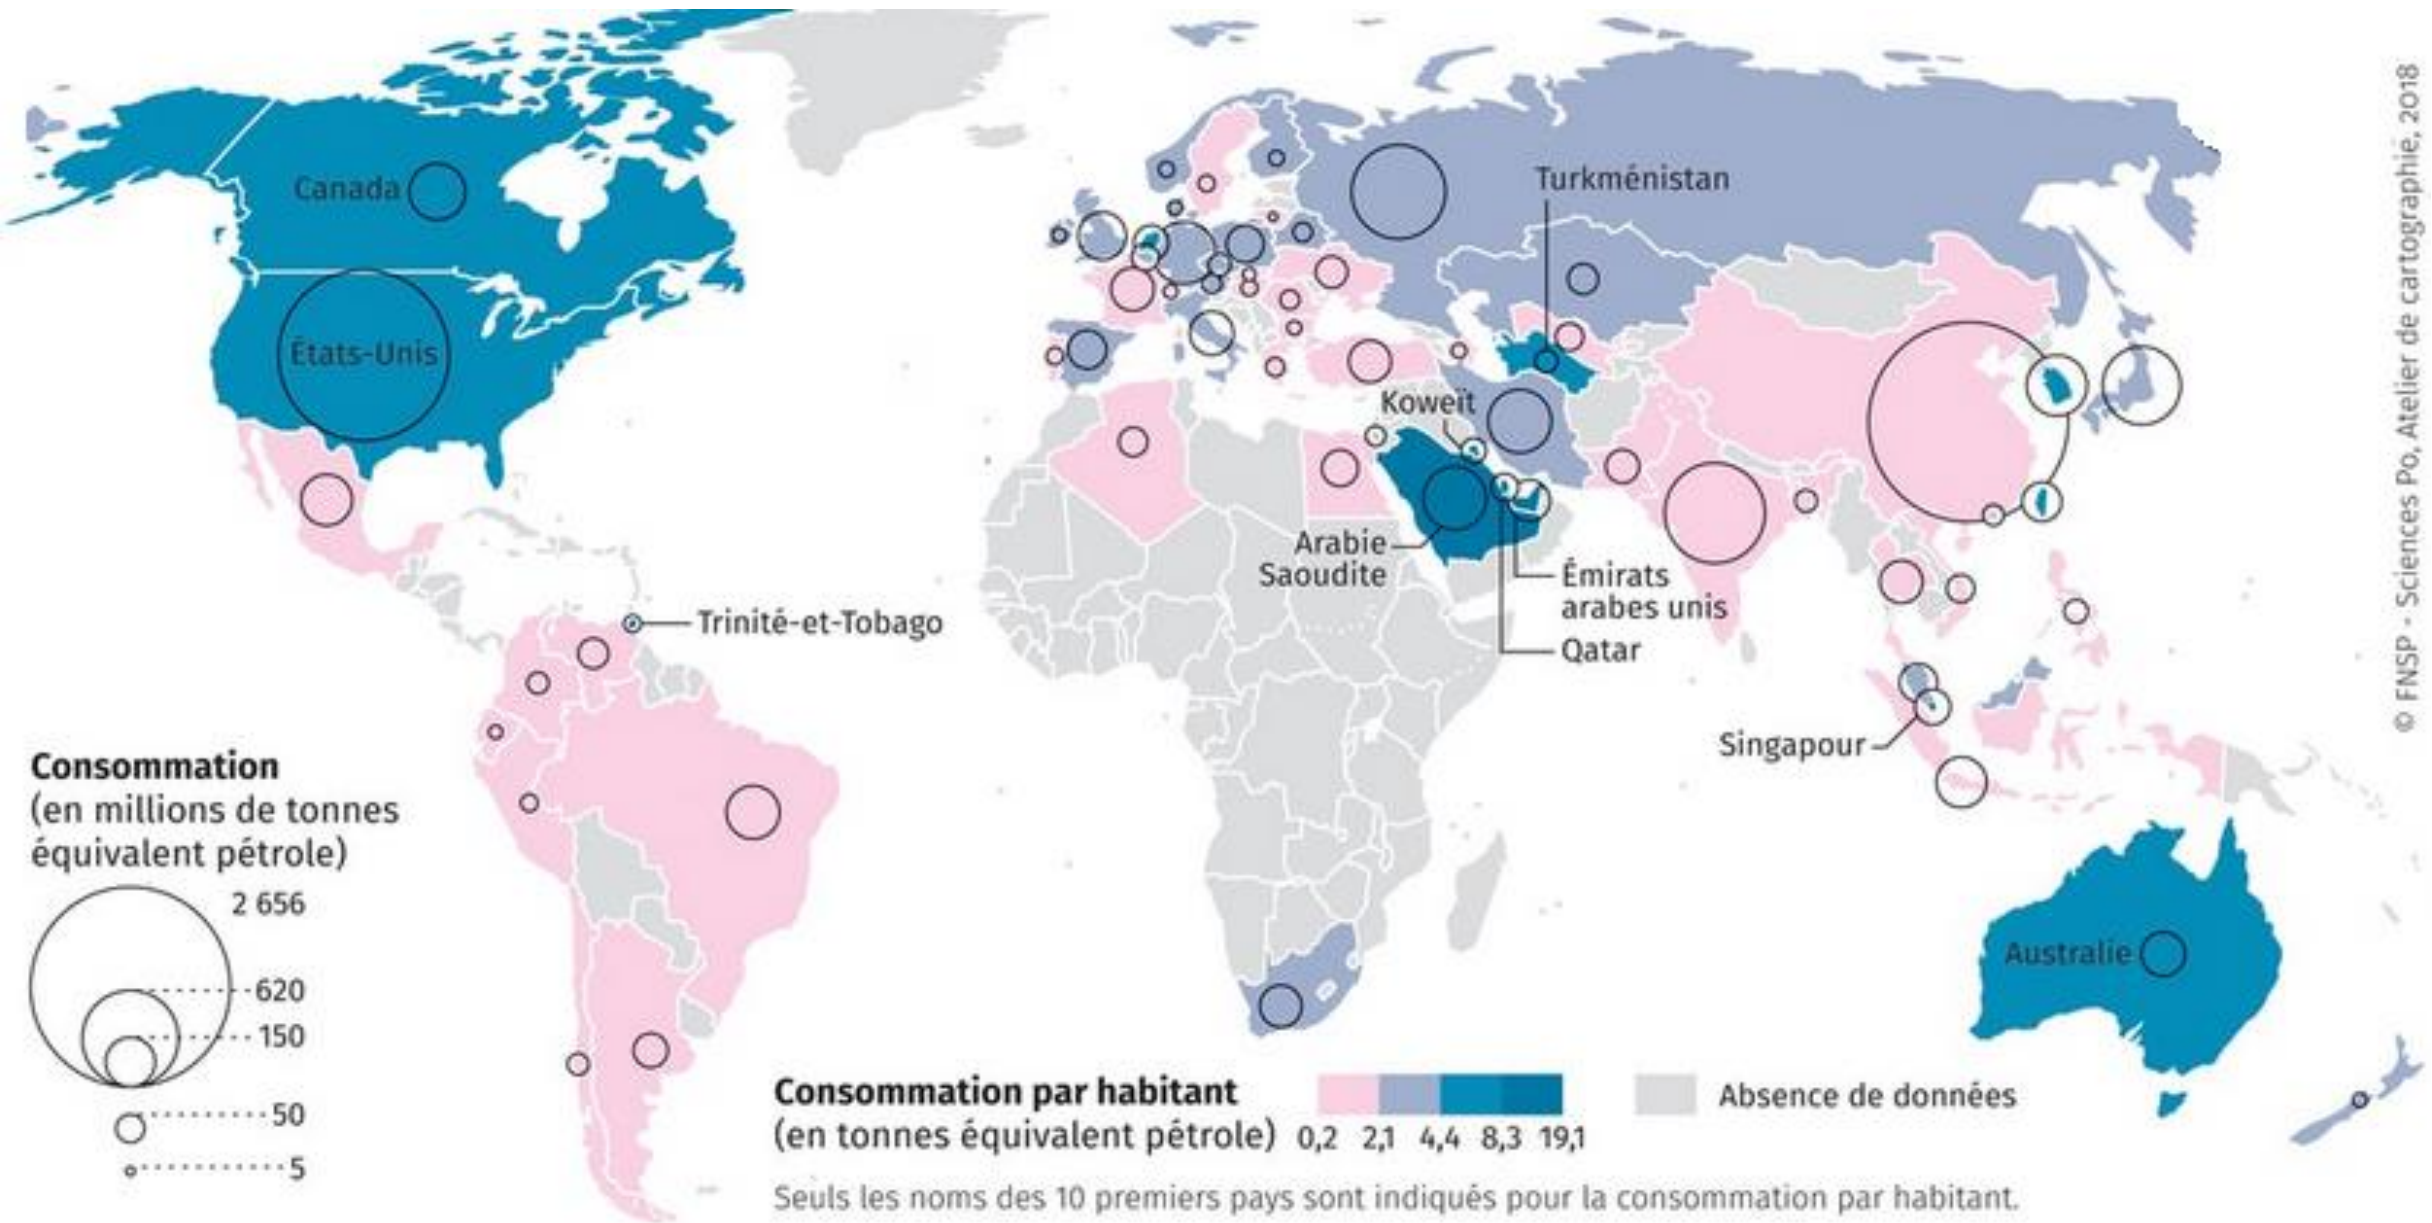 Canada
États-Unis
Turkménistan
Koweït
Arabie
Saoudite
Émirats
arabes unis
Qatar
Trinité-et-Tobago
Singapour
Australie
Consommation
(en millions de tonnes
équivalent pétrole)
2 656
620
150
50
5
Consommation par habitant
(en tonnes équivalent pétrole)
0,2 2,1 4,4 8,3 19,1
Absence de données
Seuls les noms des 10 premiers pays sont indiqués pour la consommation par habitant.
© FNSP - Sciences Po, Atelier de cartographie, 2018